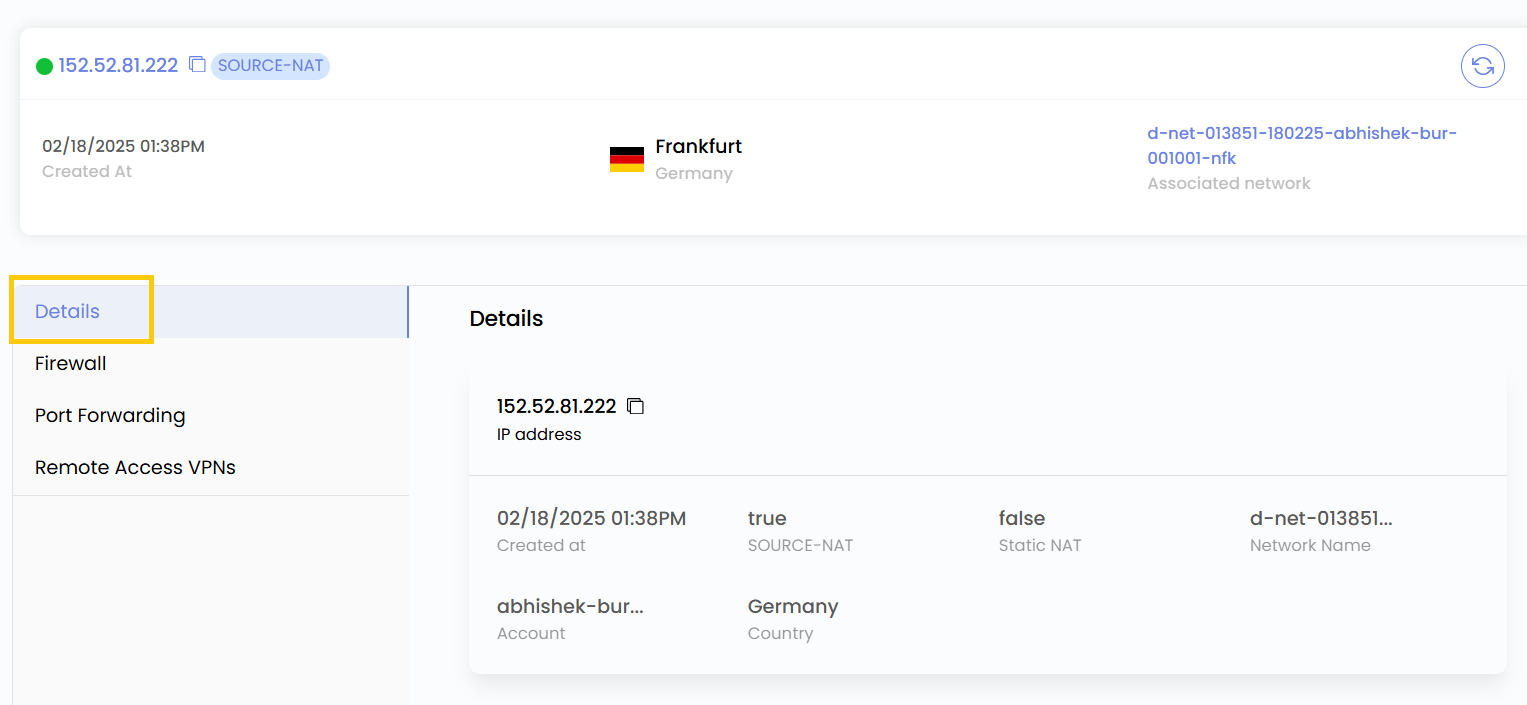 152.52.81.222 SOURCE-NAT
02/18/2025 01:38PM
Created At
Frankfurt
Germany
d-net-013851-180225-abhishek-bur-
001001-nfk
Associated network
Details
Firewall
Port Forwarding
Remote Access VPNs
Details
152.52.81.222
IP address
02/18/2025 01:38PM
Created at
true
SOURCE-NAT
false
Static NAT
d-net-013851...
Network Name
abhishek-bur...
Account
Germany
Country